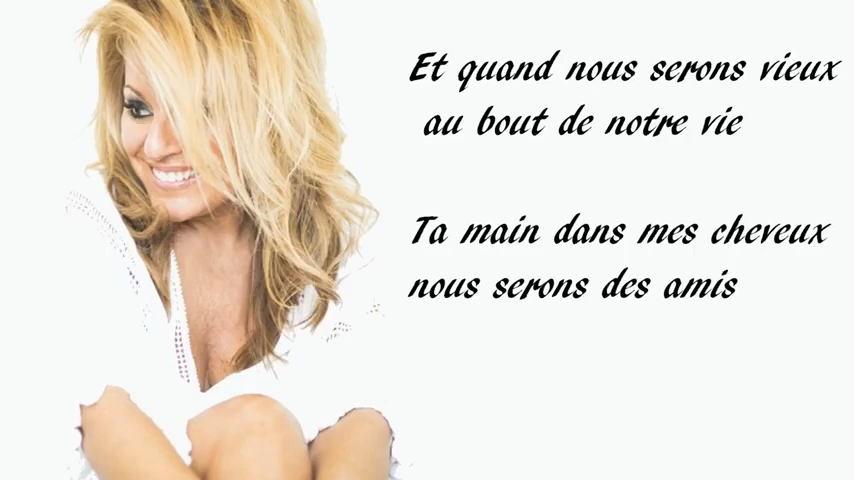 Et quand nous serons vieux
au bout de notre vie
Ta main dans mes cheveux
nous serons des amis